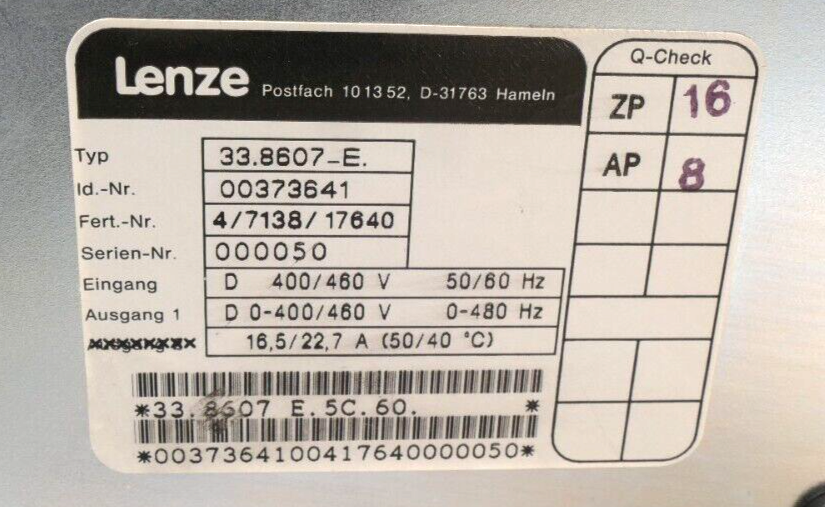 Lenze Postfach 10 13 52, D-31763 Hameln
Q-Check
ZP 16
AP 8
Typ 33.8607-E.
Id.-Nr. 00373641
Fert.-Nr. 4/7138/17640
Serien-Nr. 000050
Eingang D 400/460 V 50/60 Hz
Ausgang 1 D 0-400/460 V 0-480 Hz
16,5/22,7 A (50/40 °C)
*33.8607 E.5C.60. *
*0037364100417640000050*